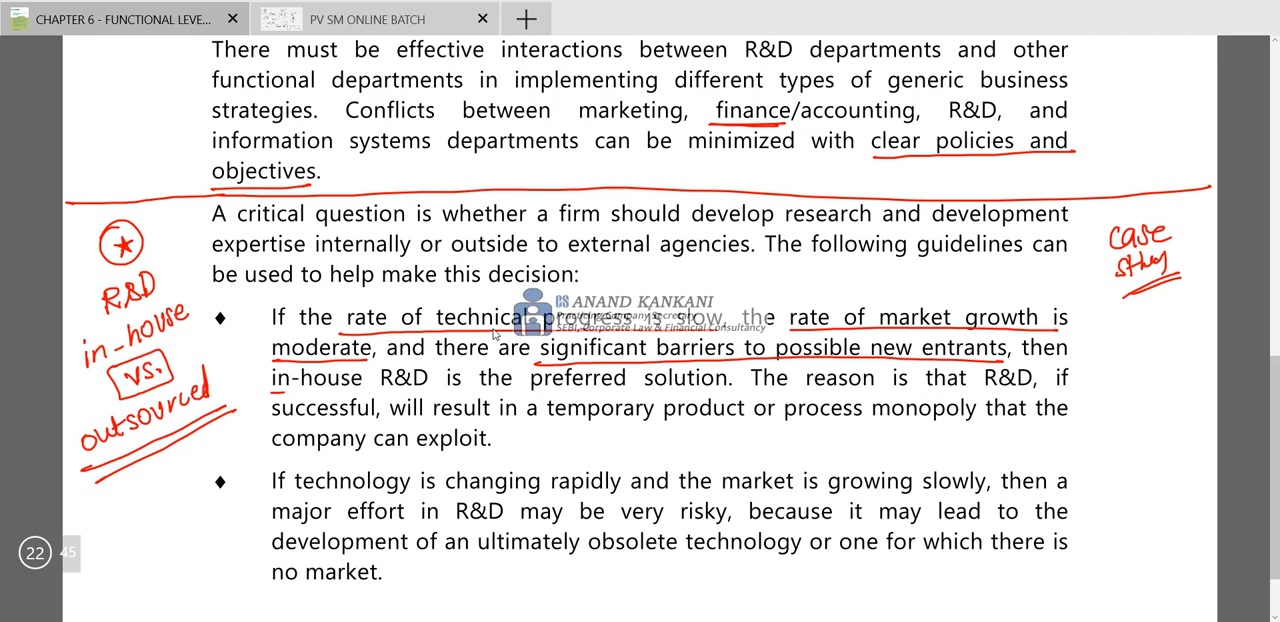 CHAPTER 6 - FUNCTIONAL LEVE...
PV SM ONLINE BATCH
There must be effective interactions between R&D departments and other
functional departments in implementing different types of generic business
strategies. Conflicts between marketing, finance/accounting, R&D, and
information systems departments can be minimized with clear policies and
objectives.
A critical question is whether a firm should develop research and development
expertise internally or outside to external agencies. The following guidelines can
be used to help make this decision:
case
study
R&D
in-house
vs.
outsourced
CS ANAND KANKANI
Practicing Company Secretary
SEBI, Corporate Law & Financial Consultancy
♦ If the rate of technical progress is slow, the rate of market growth is
moderate, and there are significant barriers to possible new entrants, then
in-house R&D is the preferred solution. The reason is that R&D, if
successful, will result in a temporary product or process monopoly that the
company can exploit.
♦ If technology is changing rapidly and the market is growing slowly, then a
major effort in R&D may be very risky, because it may lead to the
development of an ultimately obsolete technology or one for which there is
no market.
22 45